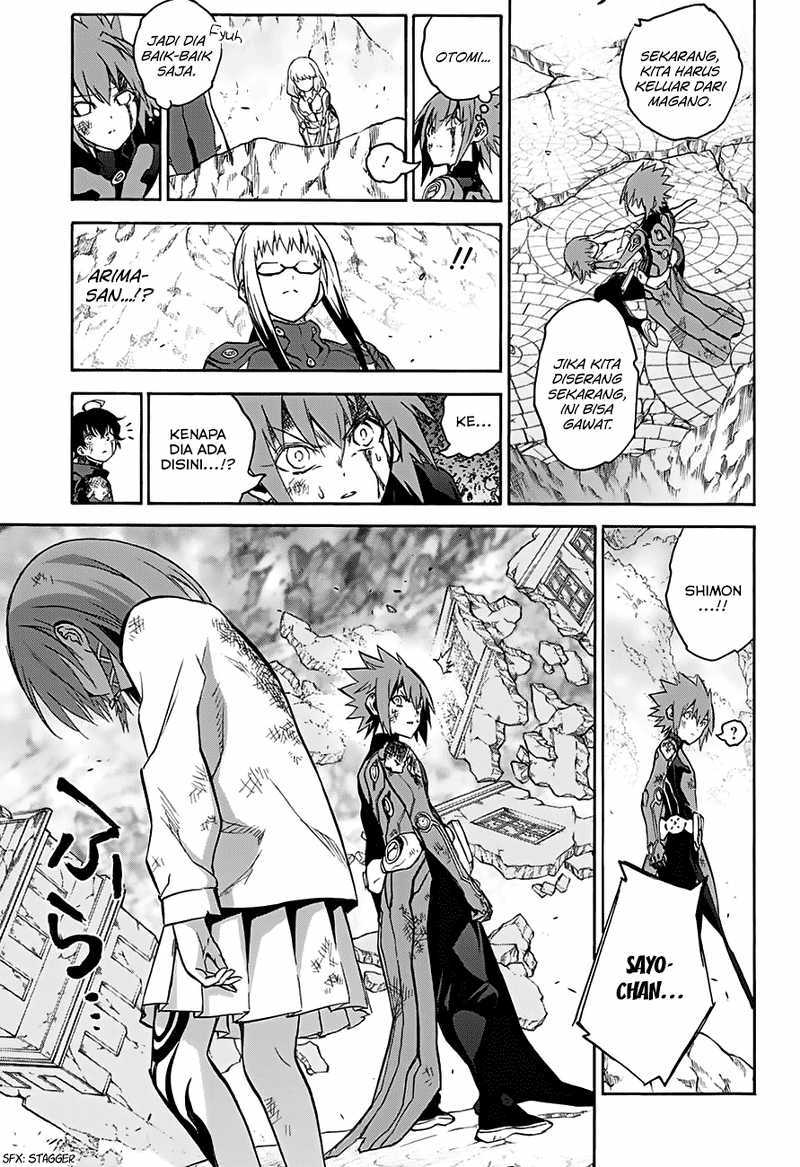 SEKARANG,
KITA HARUS
KELUAR DARI
MAGANO.
JIKA KITA
DISERANG
SEKARANG,
INI BISA
GAWAT.
OTOMI...
!
Fyuh,
JADI DIA
BAIK-BAIK
SAJA.
!!
ARIMA-
SAN...!?
KE...
KENAPA
DIA ADA
DISINI...!?
SHIMON
...!!
?
SAYO-
CHAN...
ふら…
SFX: STAGGER